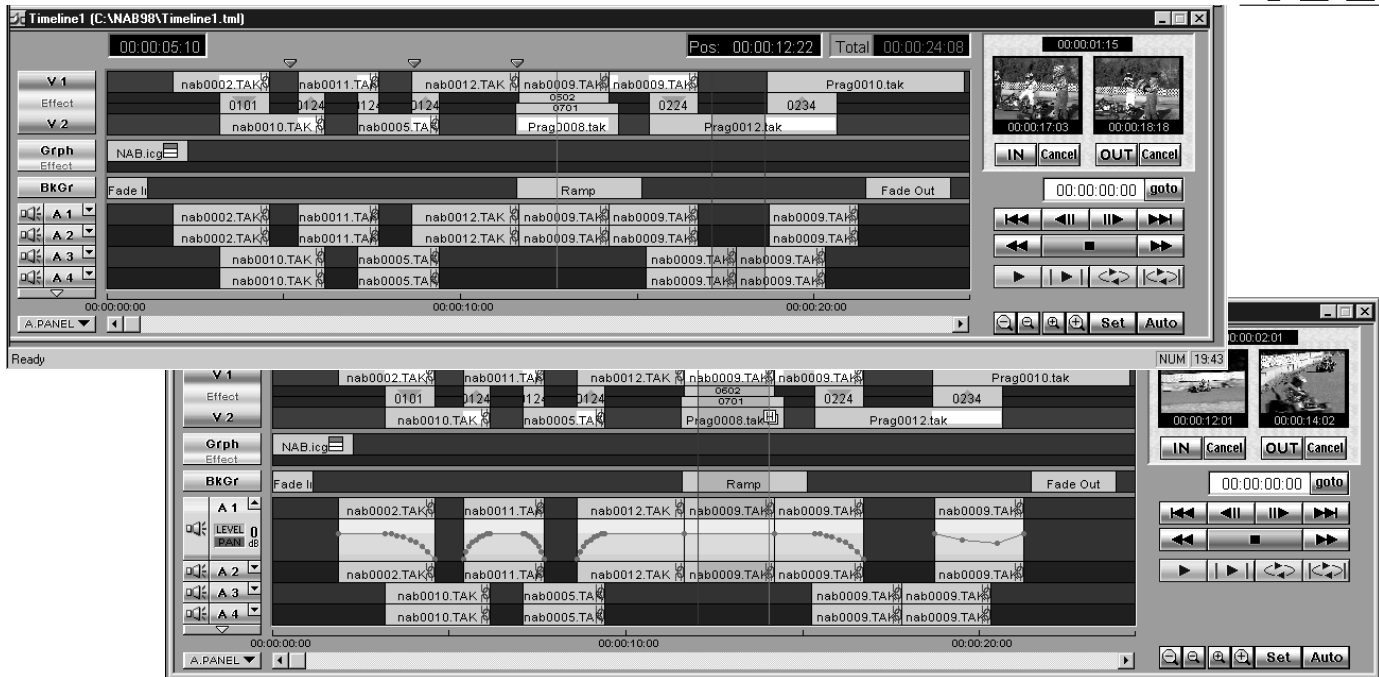 Timeline1 (C:\NAB98\Timeline1.tml)
00:00:05:10 Pos: 00:00:12:22 Total 00:00:24:08 00:00:01:15
V 1 nab0002.TAK nab0011.TAK nab0012.TAK nab0009.TAK nab0009.TAK Prag0010.tak
Effect 0101 0124 0124 0124 0602 0701 0224 0234
V 2 nab0010.TAK nab0005.TAK Prag0008.tak Prag0012.tak
00:00:17:03 00:00:18:18
Grph NAB.icg
Effect
IN Cancel OUT Cancel
BKGr Fade In Ramp Fade Out
00:00:00:00 goto
A 1 nab0002.TAK nab0011.TAK nab0012.TAK nab0009.TAK nab0009.TAK nab0009.TAK
A 2 nab0002.TAK nab0011.TAK nab0012.TAK nab0009.TAK nab0009.TAK nab0009.TAK
A 3 nab0010.TAK nab0005.TAK nab0009.TAK nab0009.TAK
A 4 nab0010.TAK nab0005.TAK nab0009.TAK nab0009.TAK
00:00:00:00 00:00:10:00 00:00:20:00
A.PANEL Set Auto
Ready NUM 19:43
0:00:02:01
V 1 nab0002.TAK nab0011.TAK nab0012.TAK nab0009.TAK nab0009.TAK Prag0010.tak
Effect 0101 0124 0124 0124 0602 0701 0224 0234
V 2 nab0010.TAK nab0005.TAK Prag0008.tak H Prag0012.tak
00:00:12:01 00:00:14:02
Grph NAB.icg
Effect
IN Cancel OUT Cancel
BKGr Fade In Ramp Fade Out
00:00:00:00 goto
A 1 nab0002.TAK nab0011.TAK nab0012.TAK nab0009.TAK nab0009.TAK nab0009.TAK
LEVEL 0
PAN dB
A 2 nab0002.TAK nab0011.TAK nab0012.TAK nab0009.TAK nab0009.TAK nab0009.TAK
A 3 nab0010.TAK nab0005.TAK nab0009.TAK nab0009.TAK
A 4 nab0010.TAK nab0005.TAK nab0009.TAK nab0009.TAK
00:00:00:00 00:00:10:00 00:00:20:00
A.PANEL Set Auto